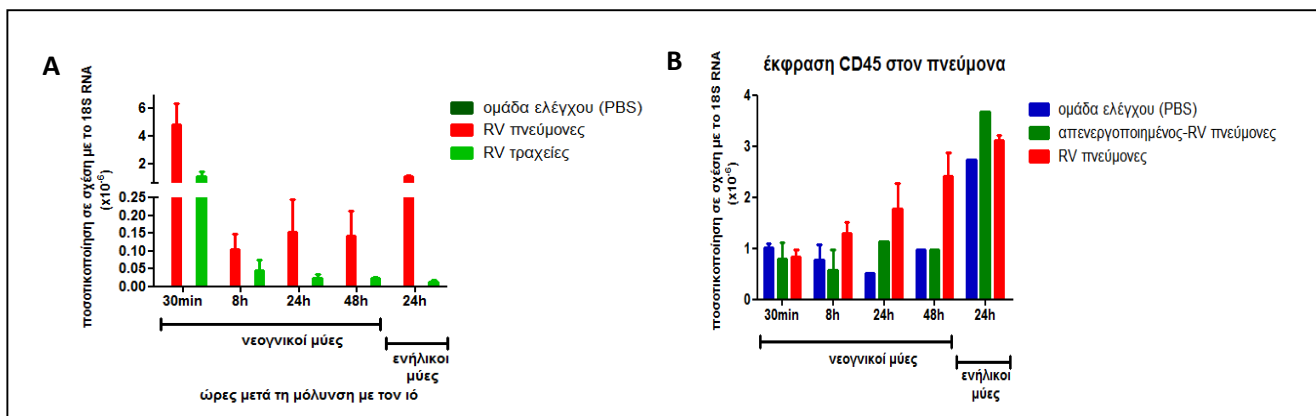 A
ποσοτικοποίηση σε σχέση με το 18S RNA
(x10⁻⁶)
6
4
2
0.25
0.20
0.15
0.10
0.05
0.00
30min 8h 24h 48h 24h
νεογνικοί μύες
ενήλικοι
μύες
ώρες μετά τη μόλυνση με τον ιό
ομάδα ελέγχου (PBS)
RV πνεύμονες
RV τραχείες
B
έκφραση CD45 στον πνεύμονα
ποσοτικοποίηση σε σχέση με το 18S RNA
(x10⁻⁶)
4
3
2
1
0
30min 8h 24h 48h 24h
νεογνικοί μύες
ενήλικοι
μύες
ομάδα ελέγχου (PBS)
απενεργοποιημένος-RV πνεύμονες
RV πνεύμονες